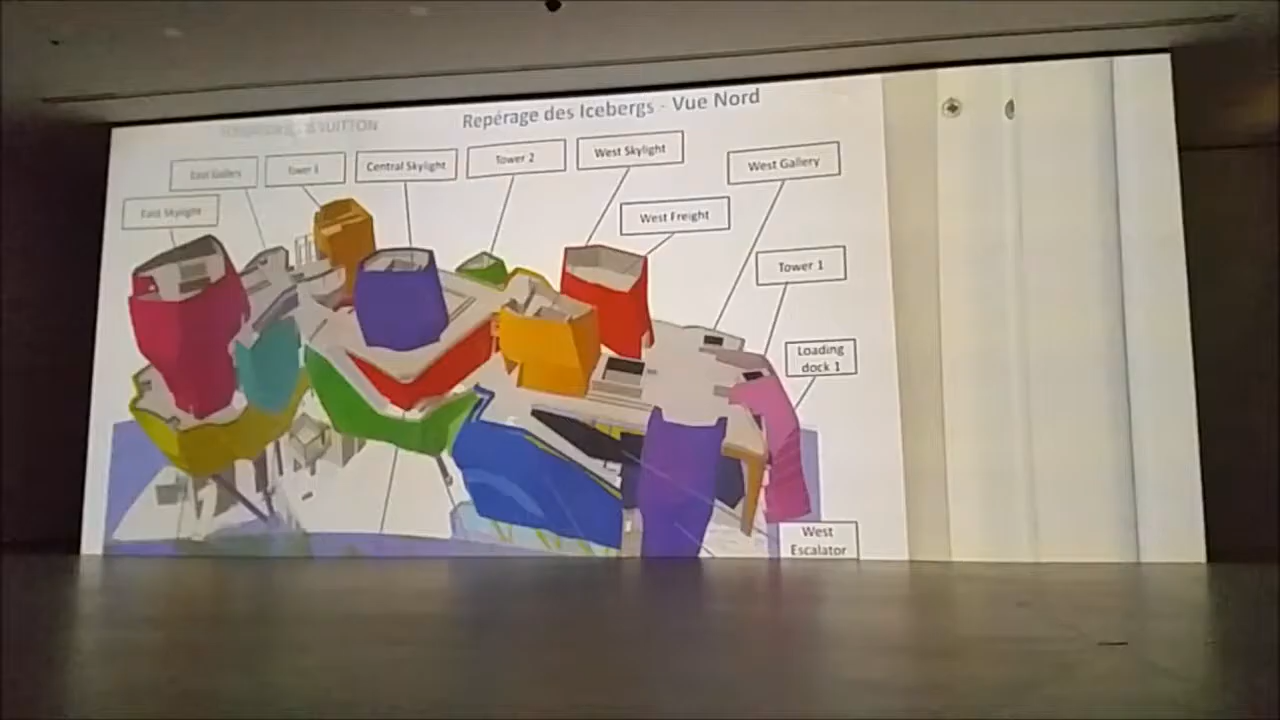 Repérage des Icebergs - Vue Nord
East Gallery
Tower 3
Central Skylight
Tower 2
West Skylight
West Gallery
East Skylight
West Freight
Tower 1
Loading
dock 1
West
Escalator